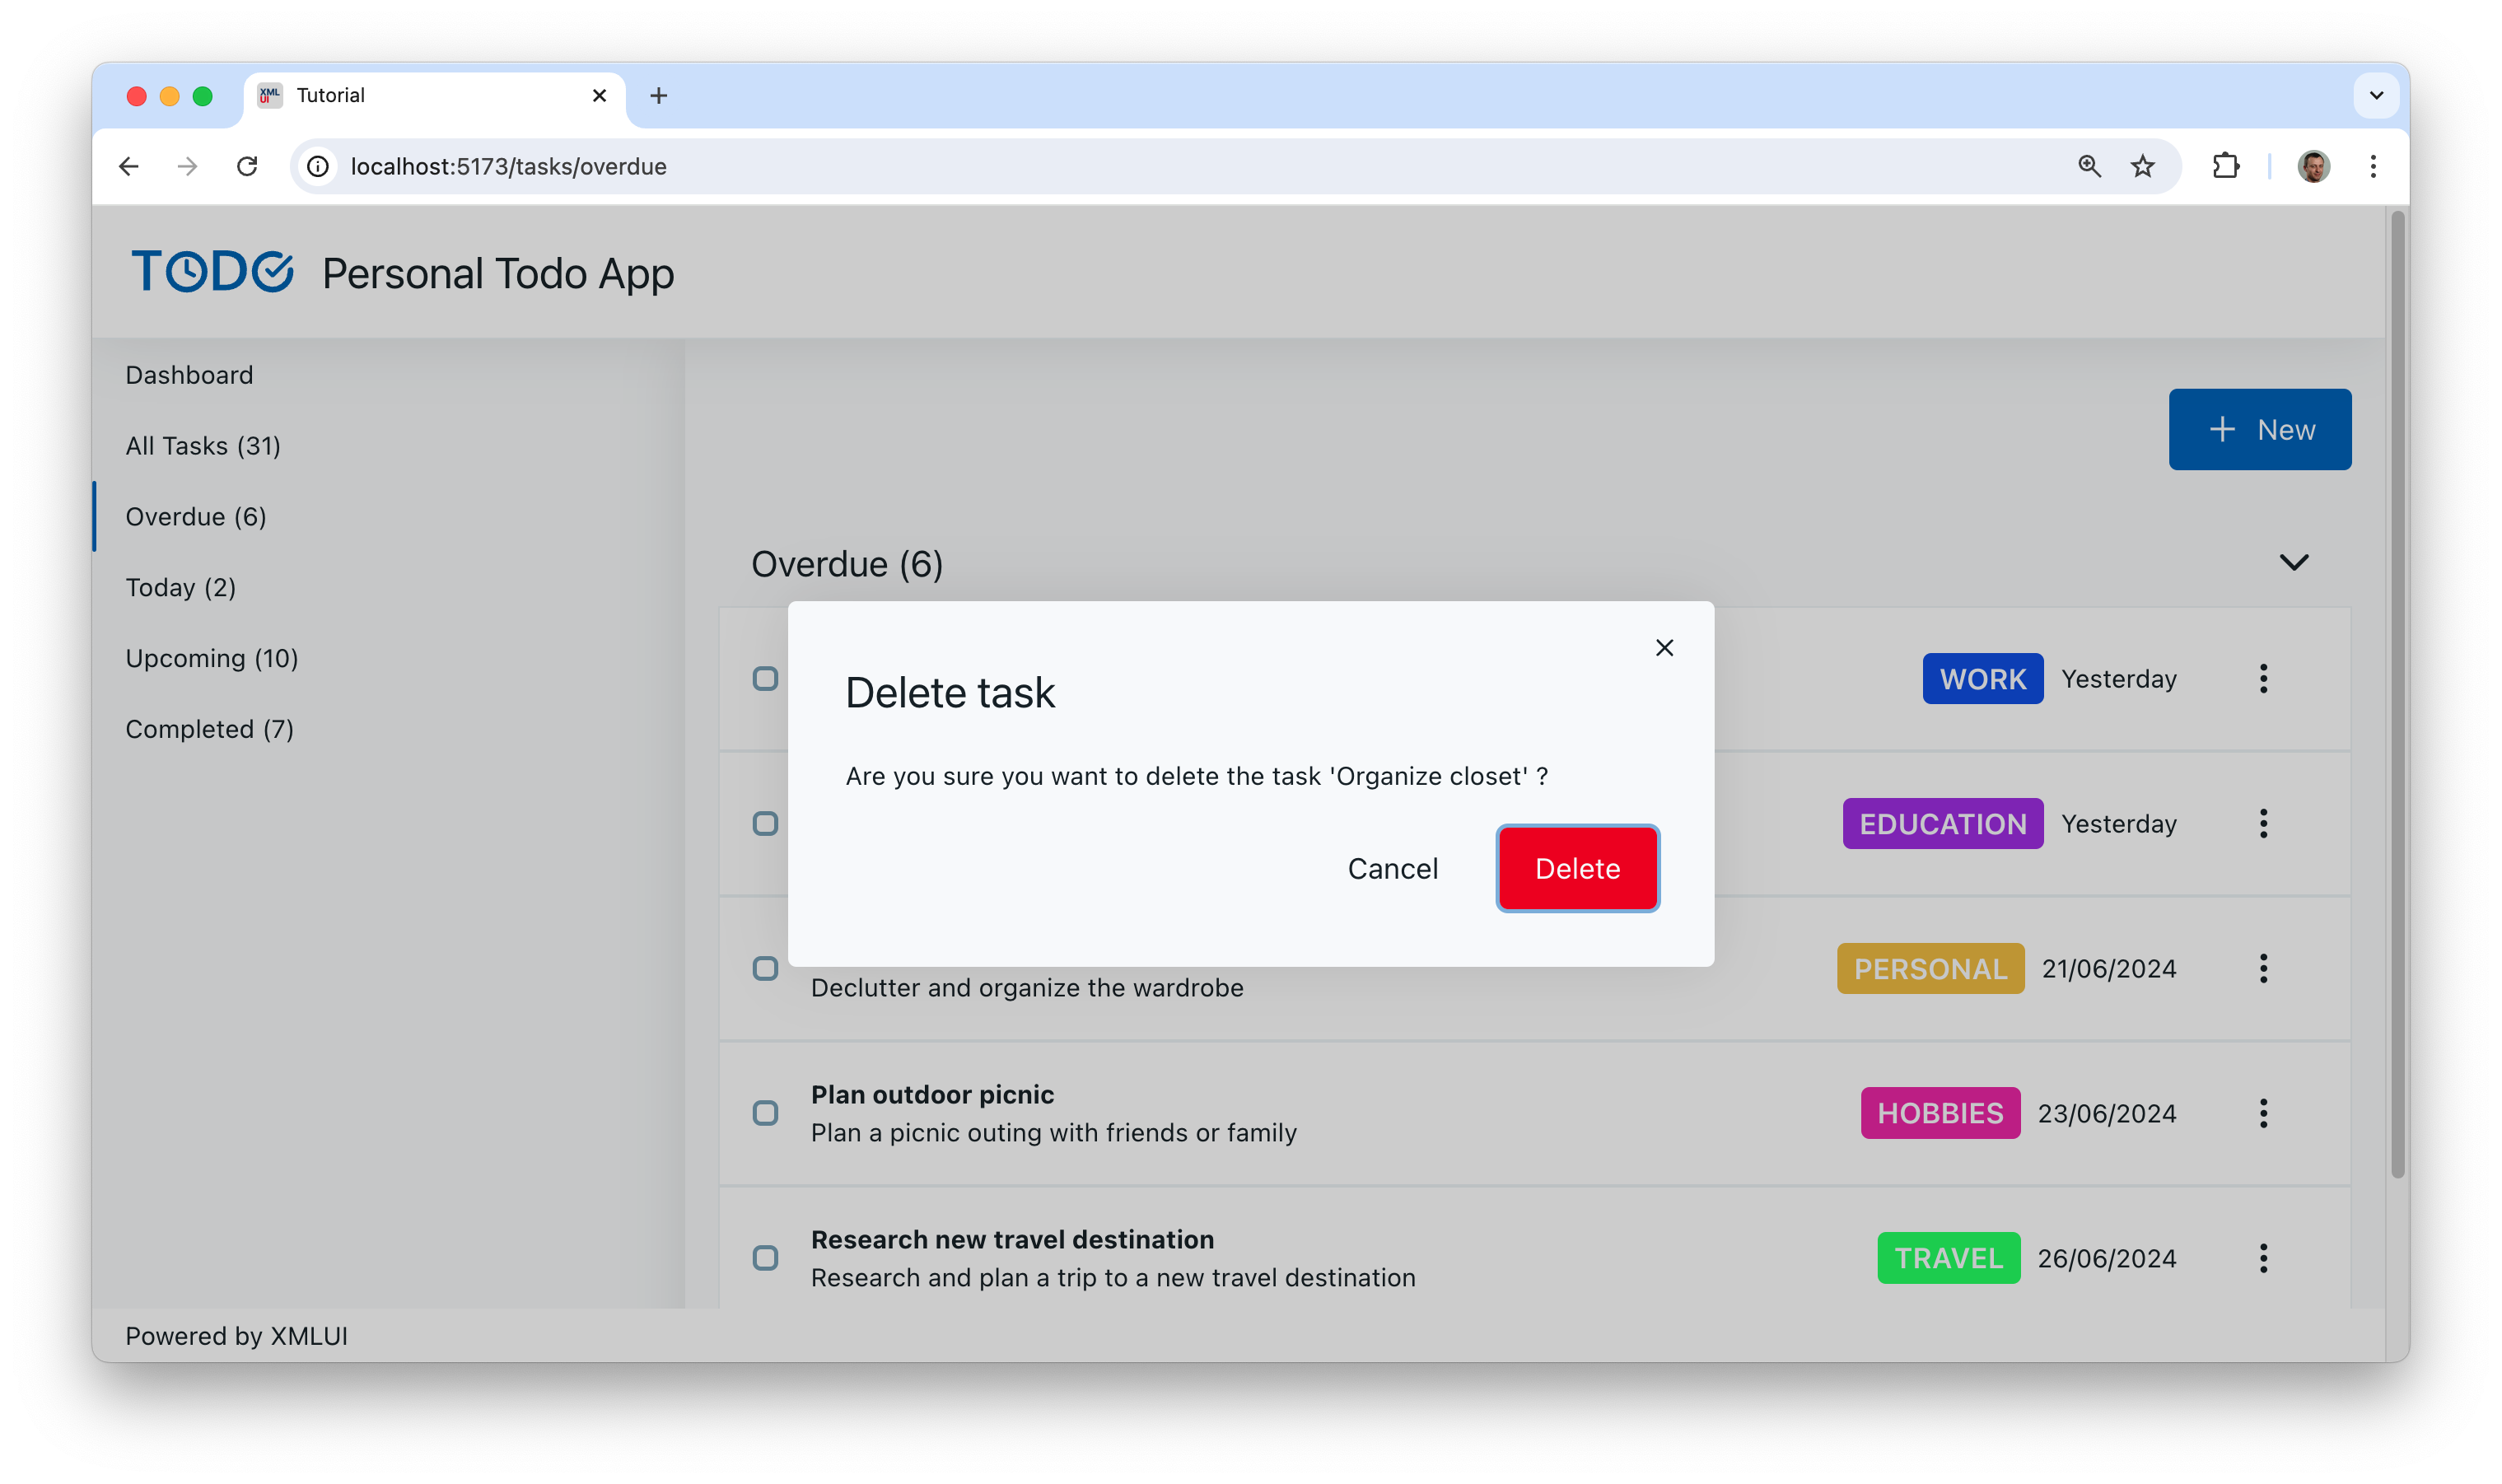 XML UI Tutorial
localhost:5173/tasks/overdue
TODO Personal Todo App
Dashboard
All Tasks (31)
Overdue (6)
Today (2)
Upcoming (10)
Completed (7)
New
Overdue (6)
WORK Yesterday
EDUCATION Yesterday
Delete task
Are you sure you want to delete the task 'Organize closet' ?
Cancel Delete
Declutter and organize the wardrobe
PERSONAL 21/06/2024
Plan outdoor picnic
Plan a picnic outing with friends or family
HOBBIES 23/06/2024
Research new travel destination
Research and plan a trip to a new travel destination
TRAVEL 26/06/2024
Powered by XMLUI